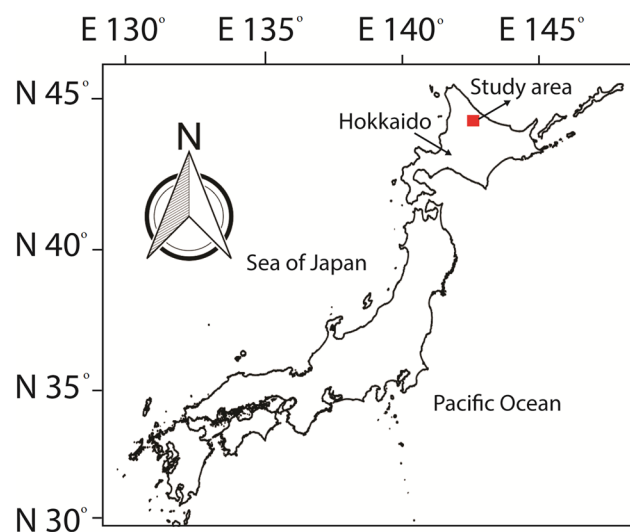 E 130° E 135° E 140° E 145°
N 45°
Study area
Hokkaido
N
N 40°
Sea of Japan
N 35°
Pacific Ocean
N 30°